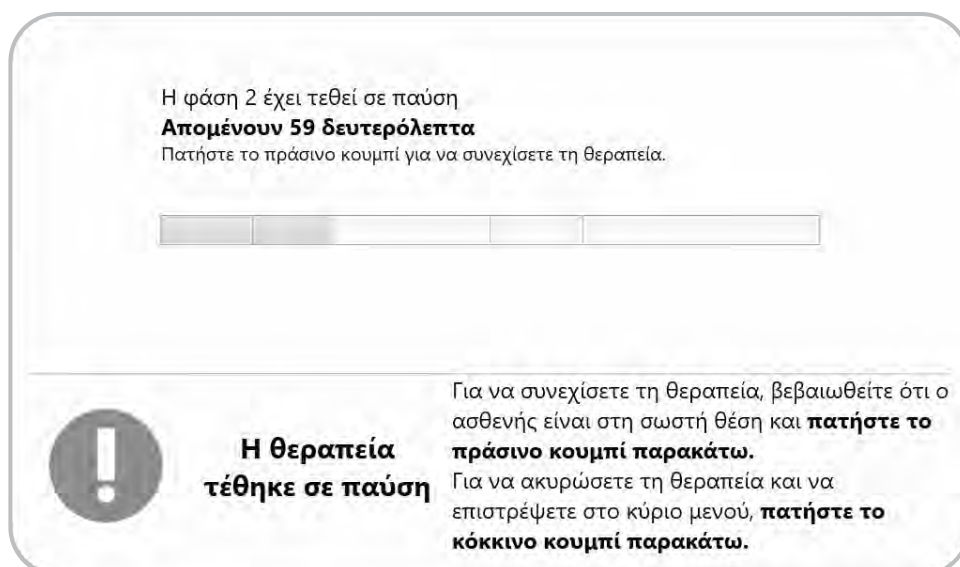 Η φάση 2 έχει τεθεί σε παύση
Απομένουν 59 δευτερόλεπτα
Πατήστε το πράσινο κουμπί για να συνεχίσετε τη θεραπεία.
Η θεραπεία
τέθηκε σε παύση
Για να συνεχίσετε τη θεραπεία, βεβαιωθείτε ότι ο
ασθενής είναι στη σωστή θέση και πατήστε το
πράσινο κουμπί παρακάτω.
Για να ακυρώσετε τη θεραπεία και να
επιστρέψετε στο κύριο μενού, πατήστε το
κόκκινο κουμπί παρακάτω.